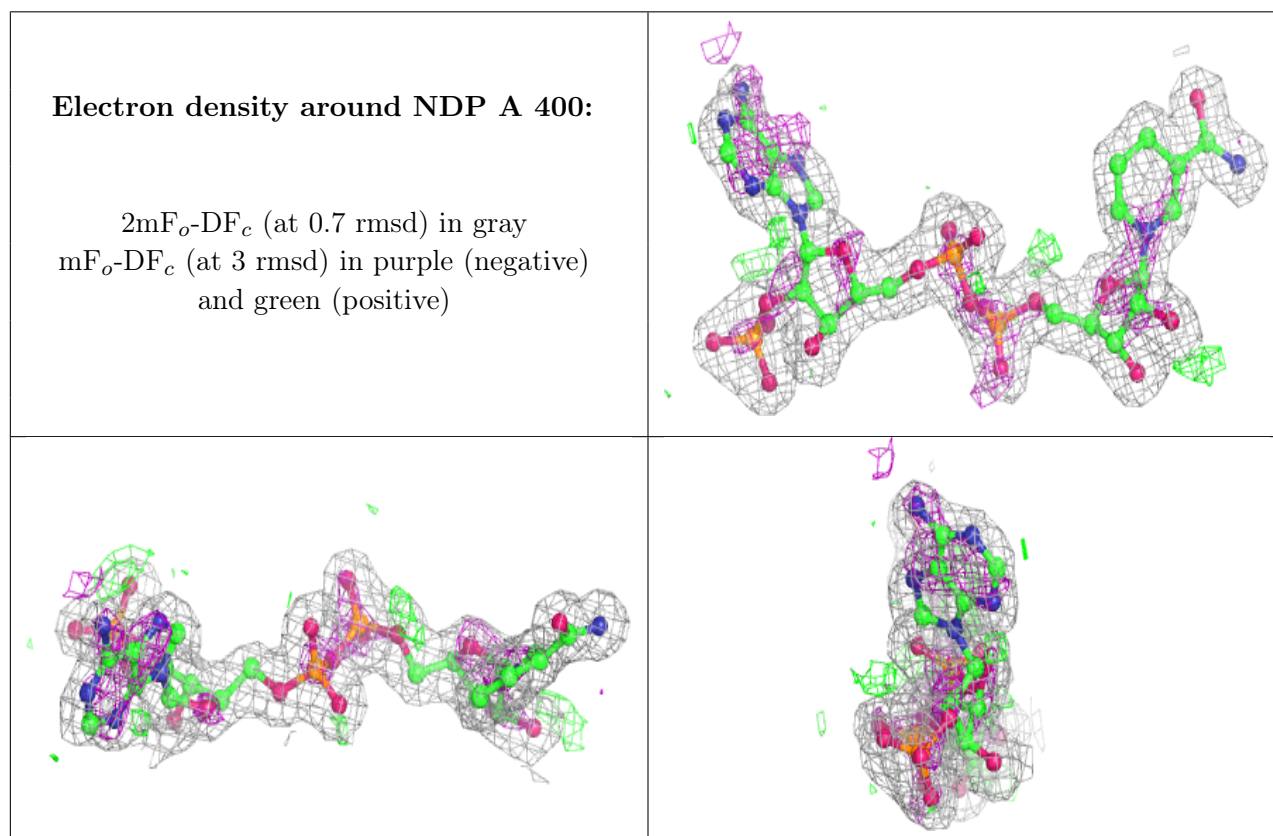 Electron density around NDP A 400:
2mFo-DFc (at 0.7 rmsd) in gray
mFo-DFc (at 3 rmsd) in purple (negative)
and green (positive)